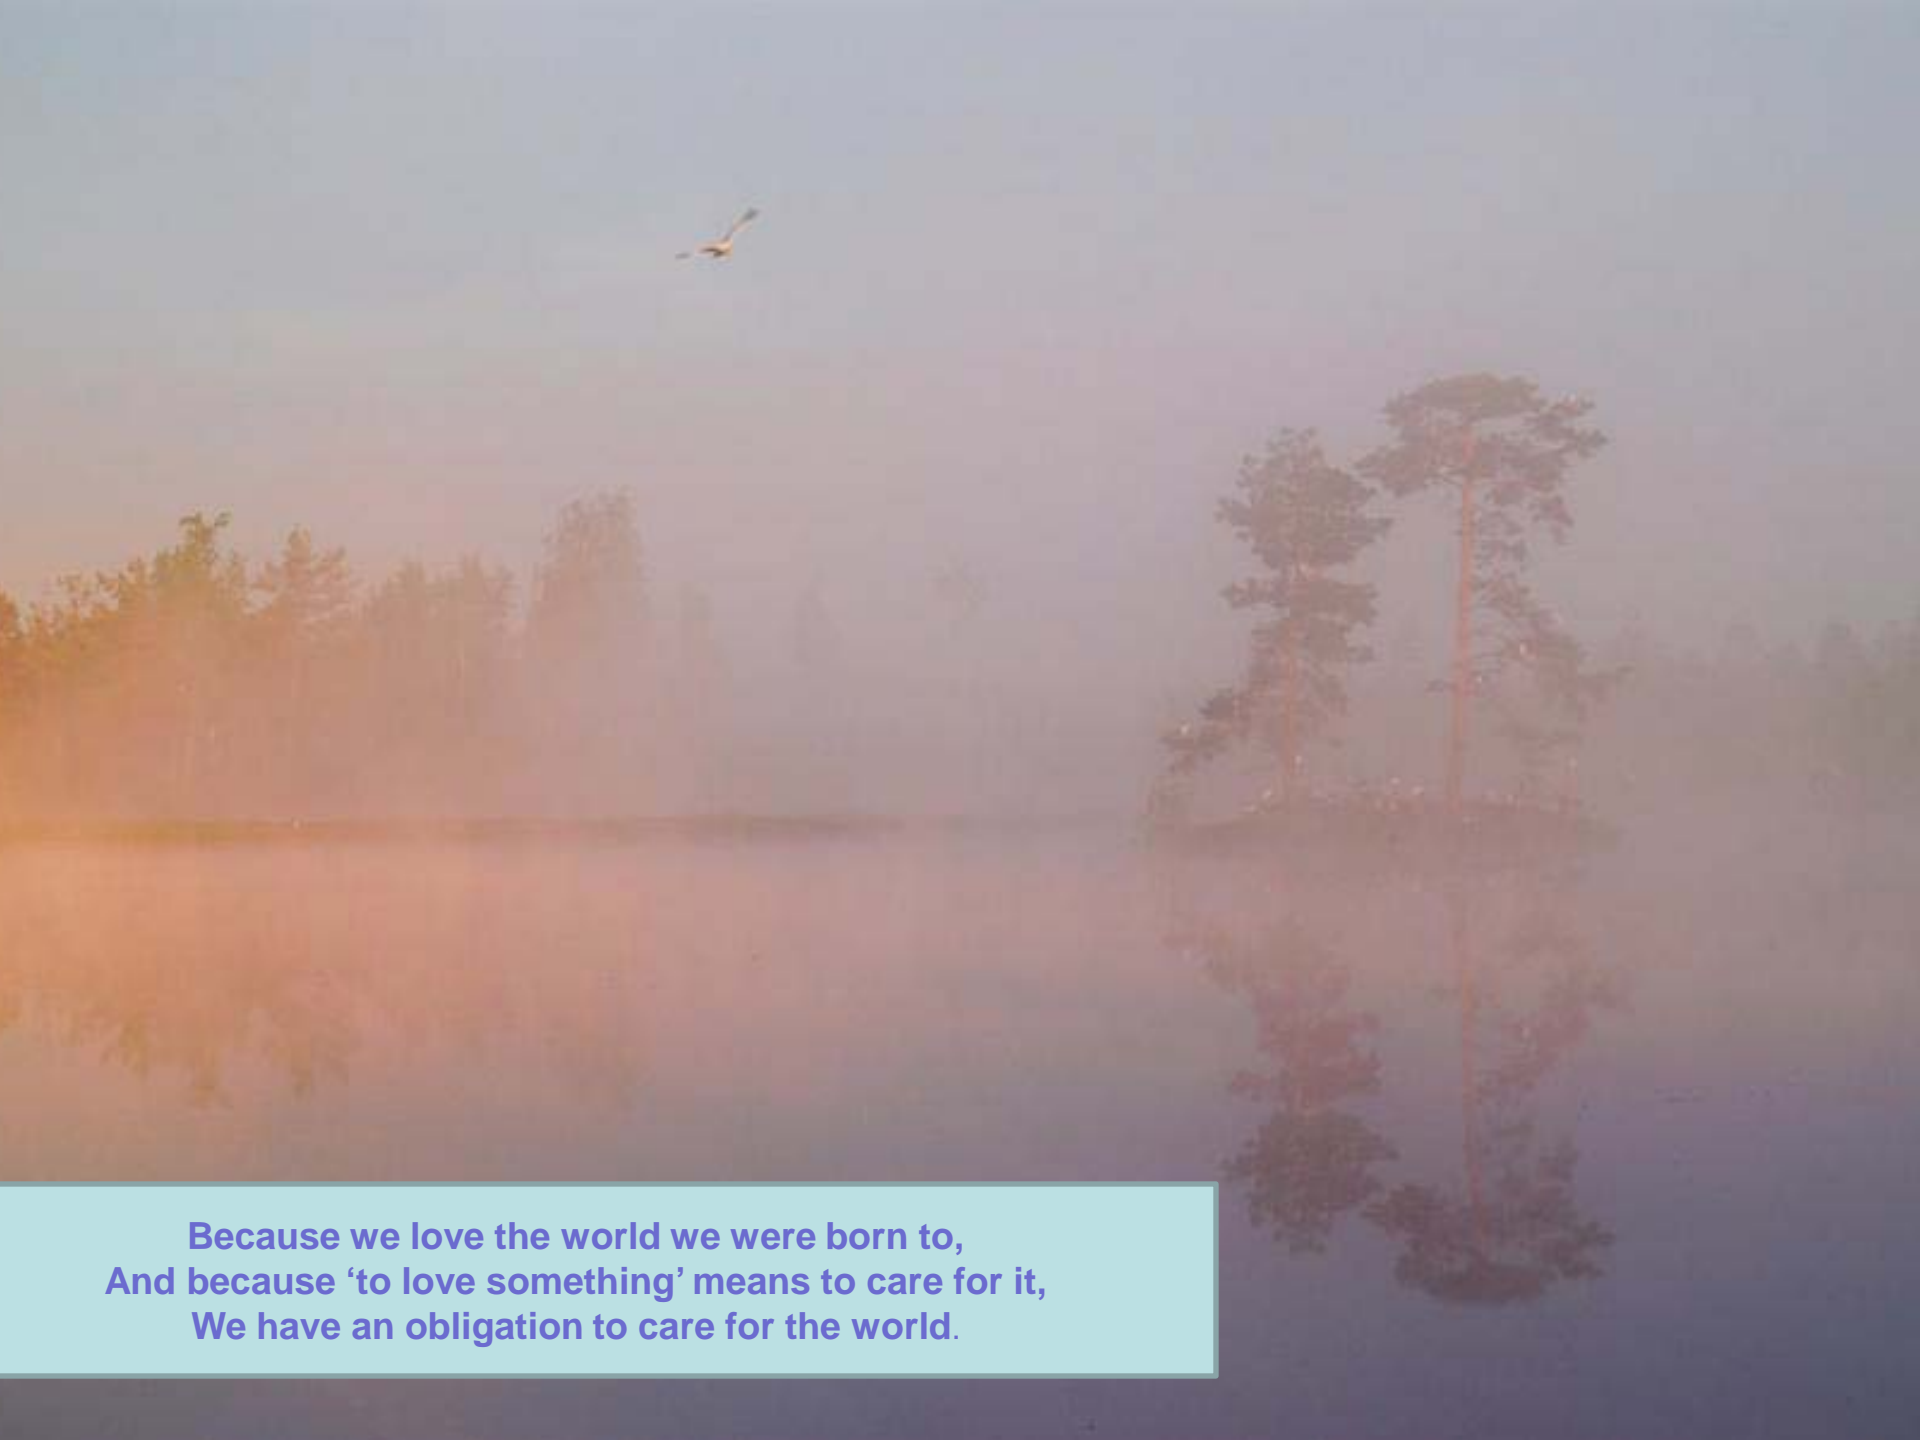 Because we love the world we were born to,
And because ‘to love something’ means to care for it,
We have an obligation to care for the world.